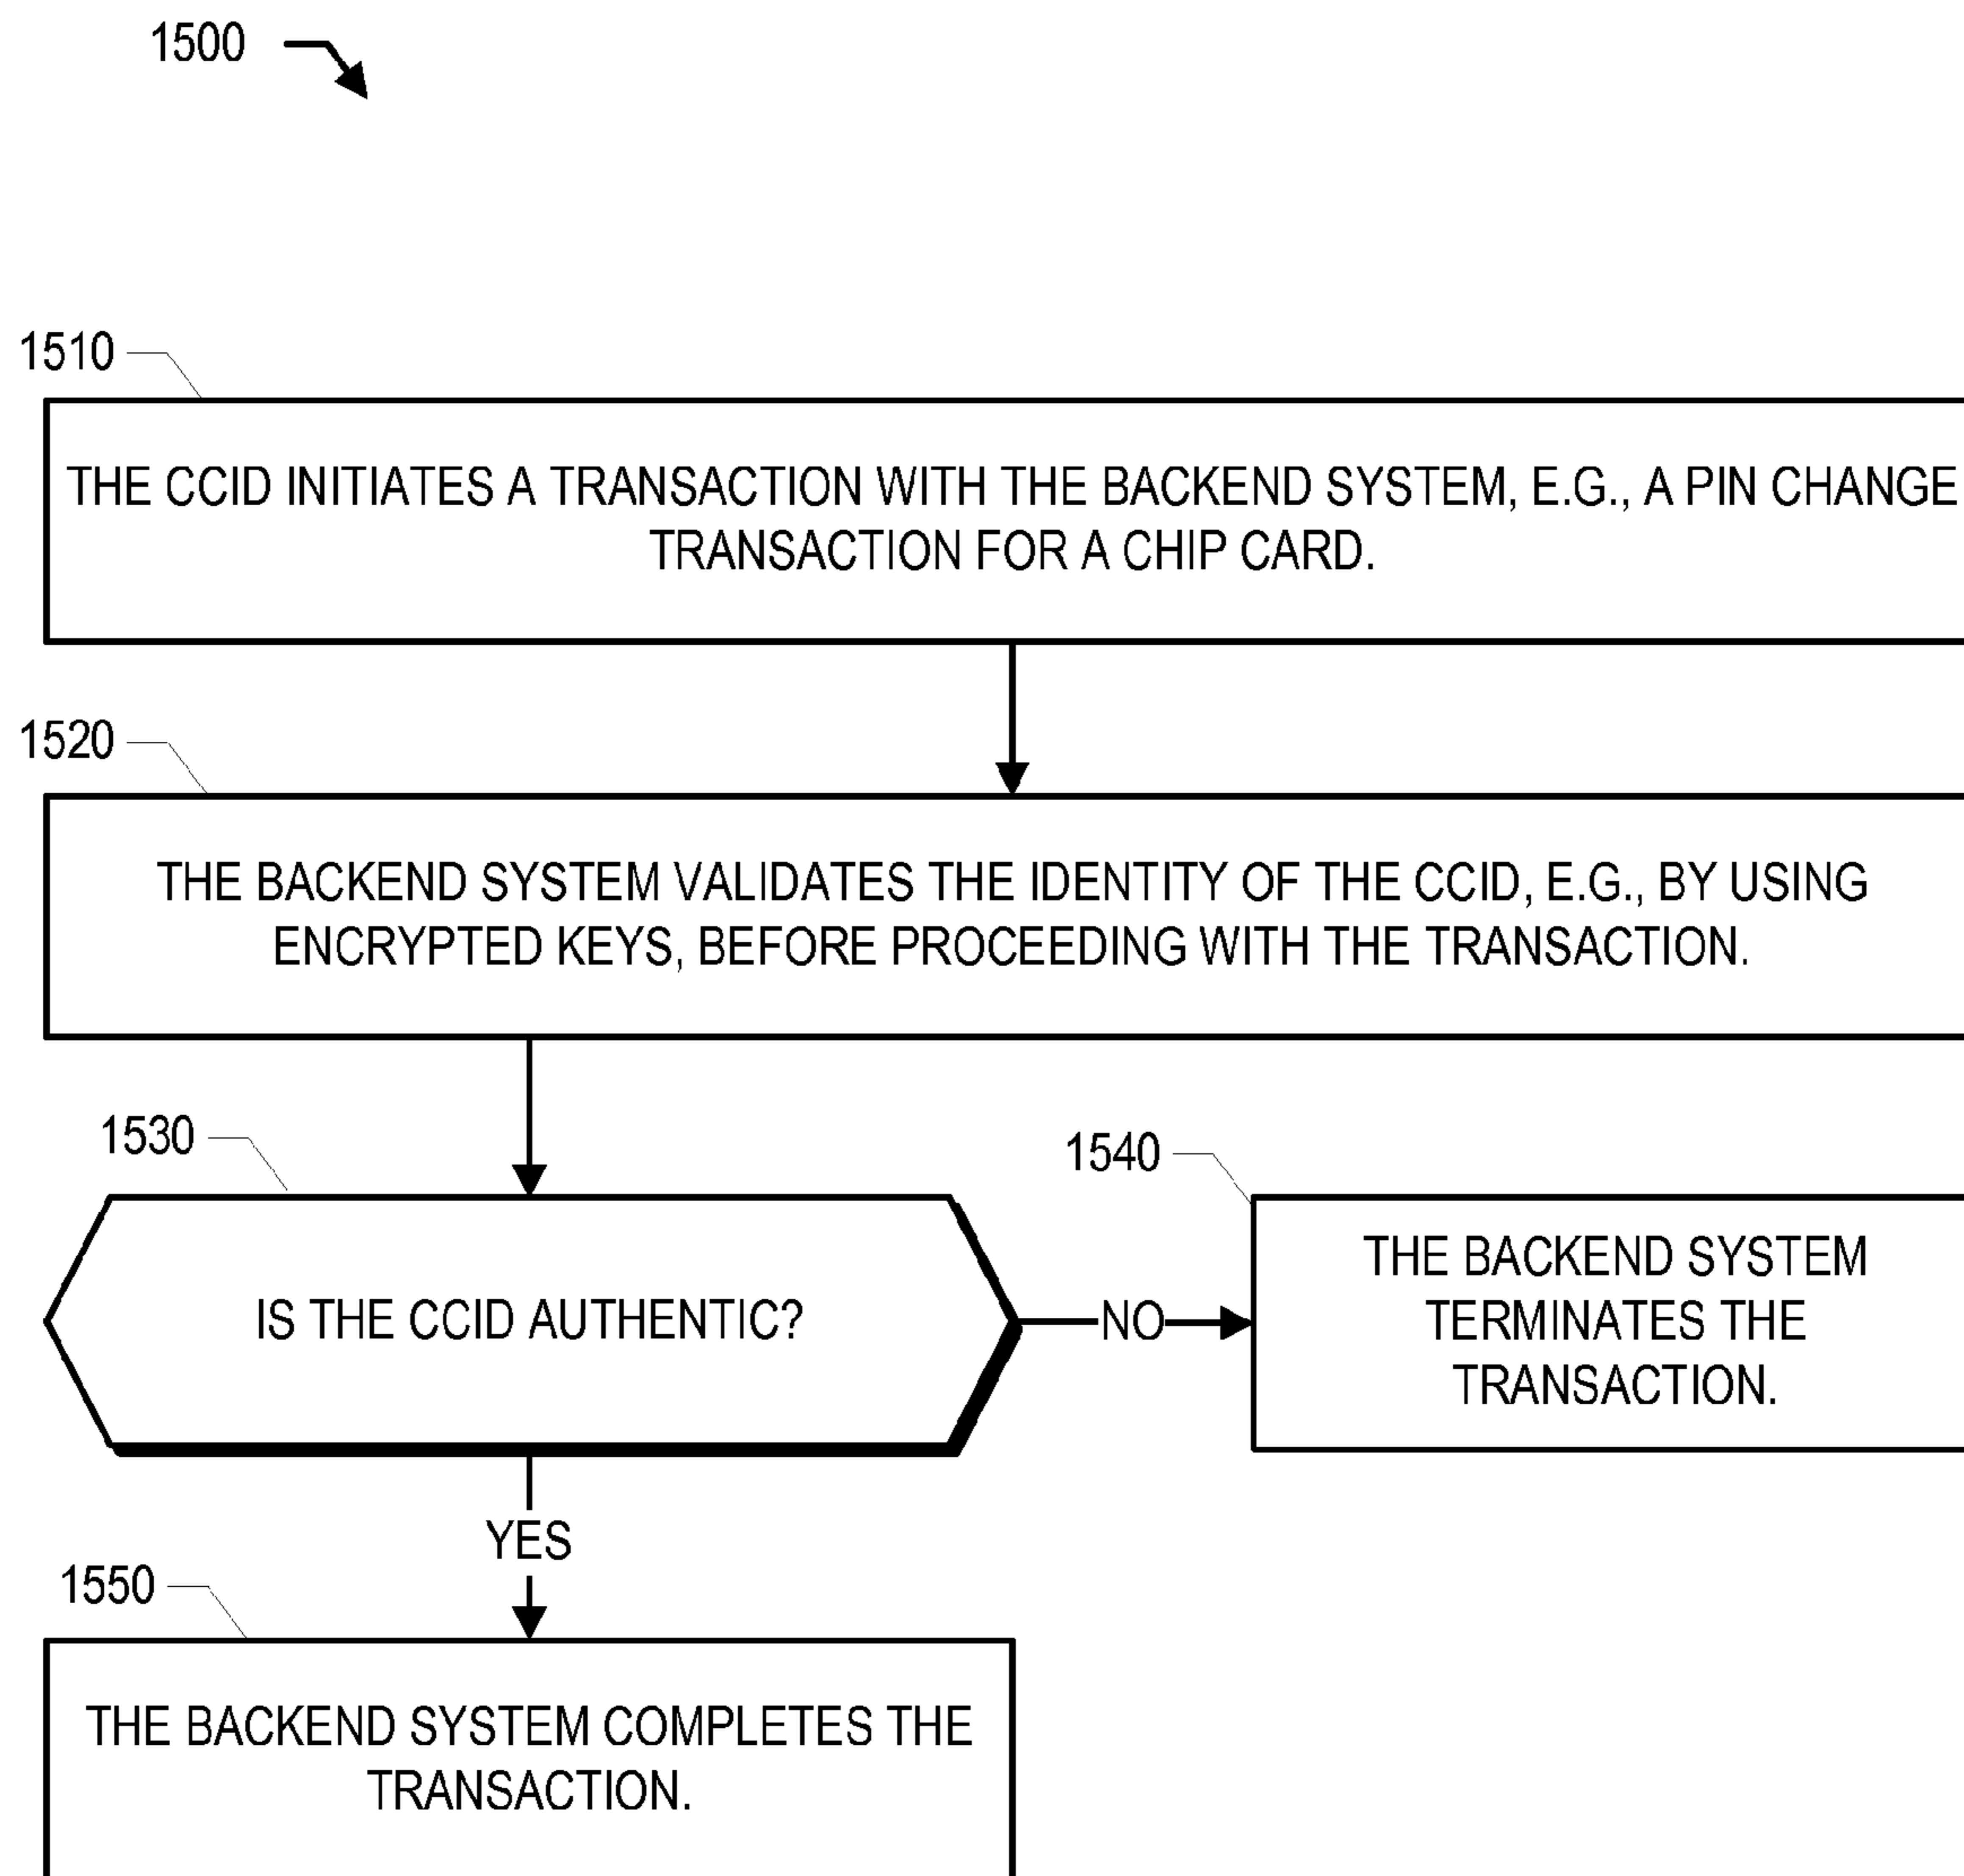 1500
1510
THE CCID INITIATES A TRANSACTION WITH THE BACKEND SYSTEM, E.G., A PIN CHANGE
TRANSACTION FOR A CHIP CARD.
1520
THE BACKEND SYSTEM VALIDATES THE IDENTITY OF THE CCID, E.G., BY USING
ENCRYPTED KEYS, BEFORE PROCEEDING WITH THE TRANSACTION.
1530
IS THE CCID AUTHENTIC?
NO
1540
THE BACKEND SYSTEM
TERMINATES THE
TRANSACTION.
YES
1550
THE BACKEND SYSTEM COMPLETES THE
TRANSACTION.